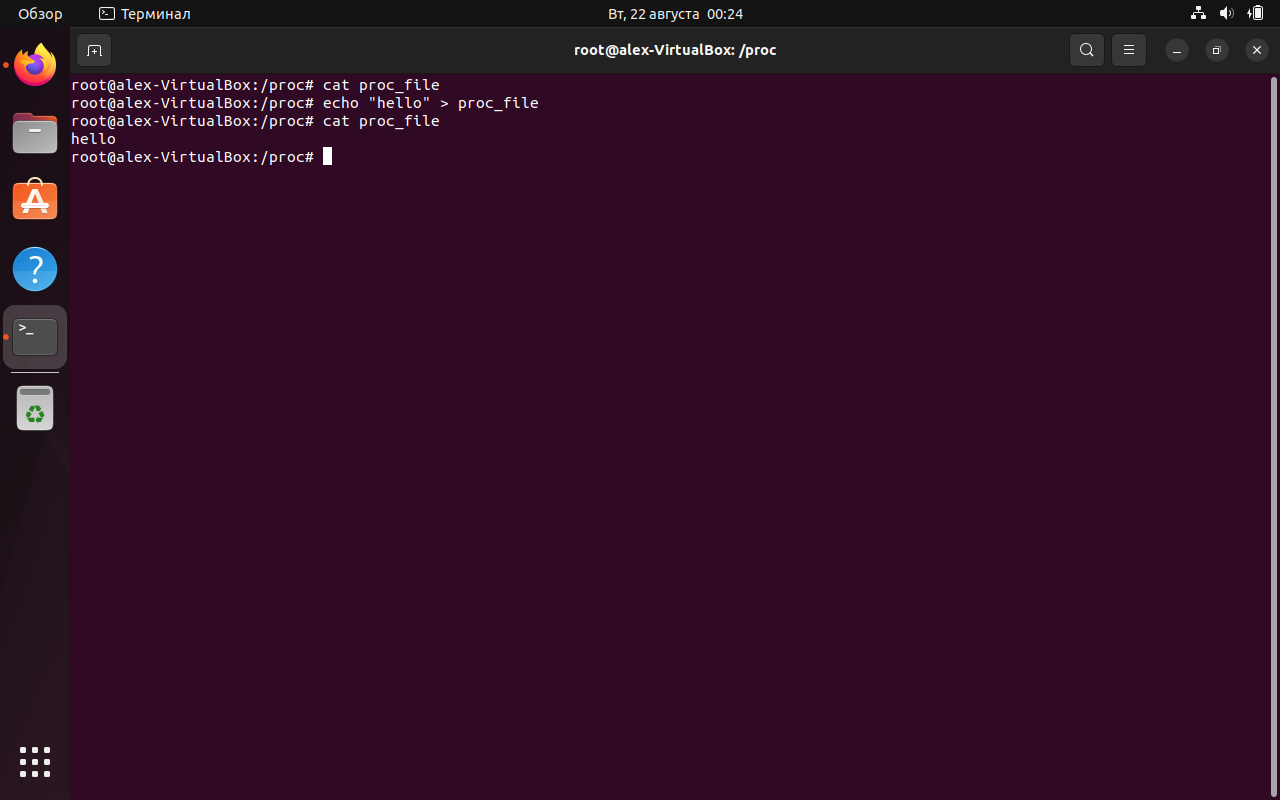 Обзор
Терминал
Вт, 22 августа 00:24
root@alex-VirtualBox: /proc
root@alex-VirtualBox:/proc# cat proc_file
root@alex-VirtualBox:/proc# echo "hello" > proc_file
root@alex-VirtualBox:/proc# cat proc_file
hello
root@alex-VirtualBox:/proc#